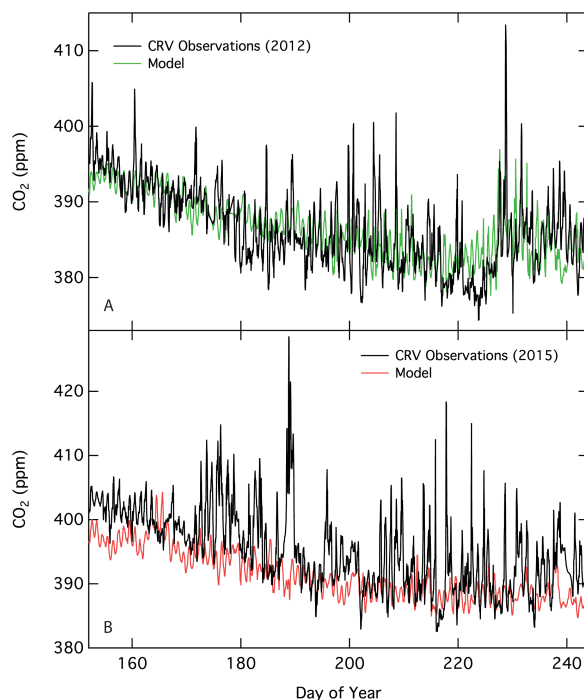 410
CRV Observations (2012)
Model
400
CO2 (ppm)
390
380
A
CRV Observations (2015)
Model
420
410
CO2 (ppm)
400
390
B
380
160 180 200 220 240
Day of Year